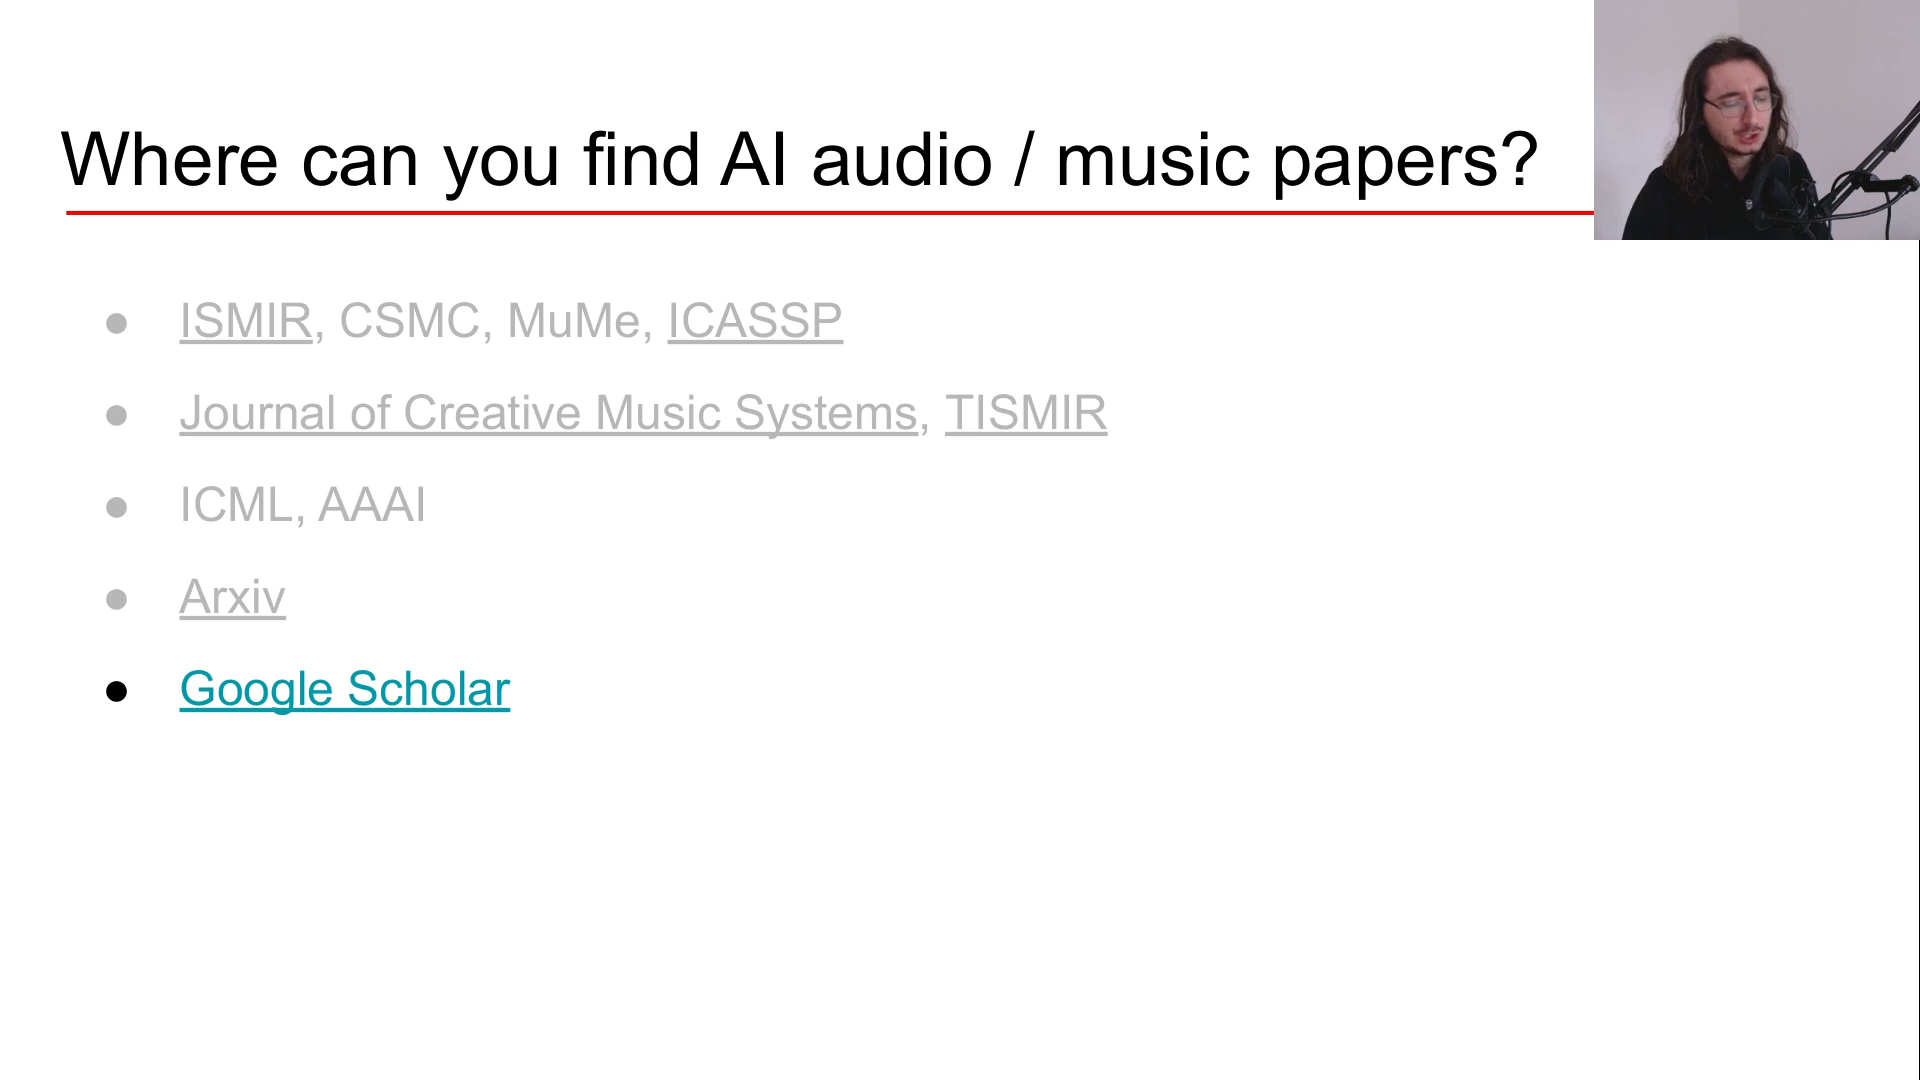 Where can you find AI audio / music papers?
ISMIR, CSMC, MuMe, ICASSP
Journal of Creative Music Systems, TISMIR
ICML, AAAI
Arxiv
Google Scholar